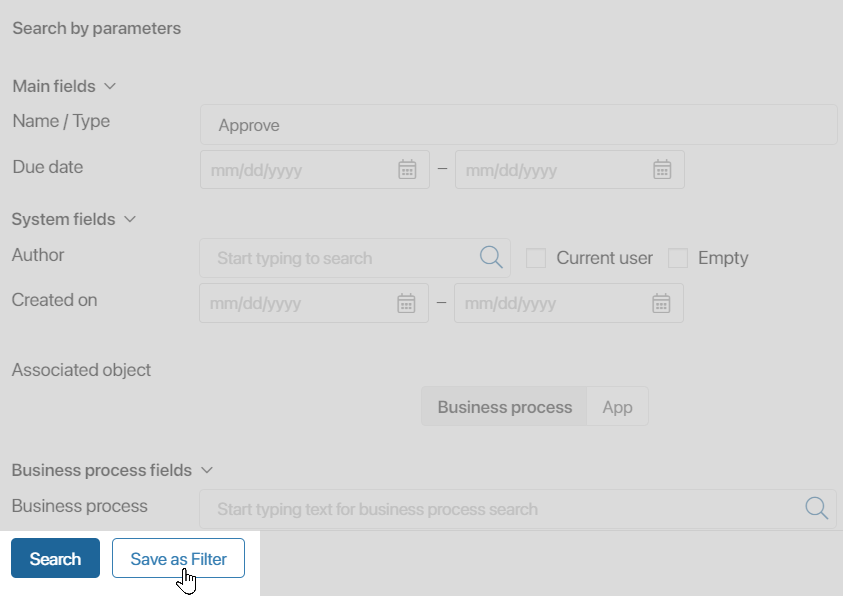 Search by parameters
Main fields
Name / Type Approve
Due date mm/dd/yyyy – mm/dd/yyyy
System fields
Author Start typing to search Current user Empty
Created on mm/dd/yyyy – mm/dd/yyyy
Associated object
Business process App
Business process fields
Business process Start typing text for business process search
Search Save as Filter